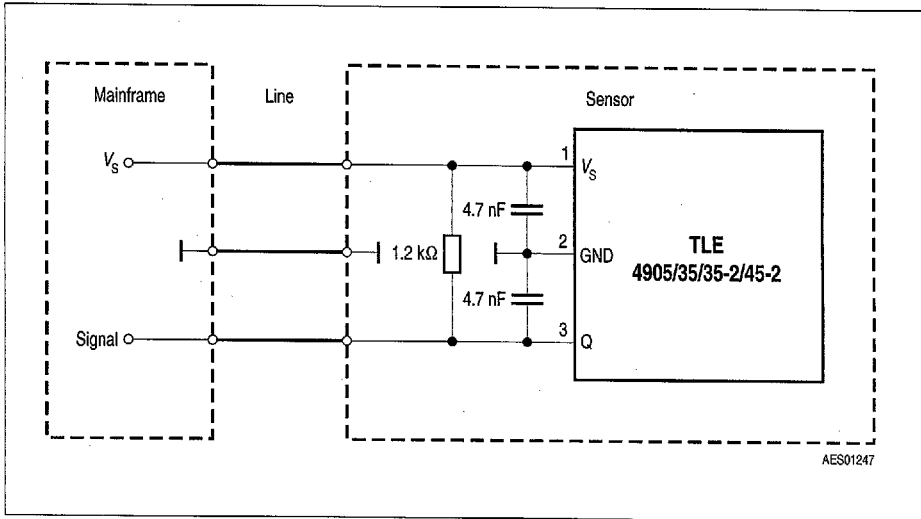 Mainframe
Line
Sensor
V_S
1
V_S
4.7 nF
1.2 kΩ
2
GND
TLE
4905/35/35-2/45-2
4.7 nF
Signal
3
Q
AES01247